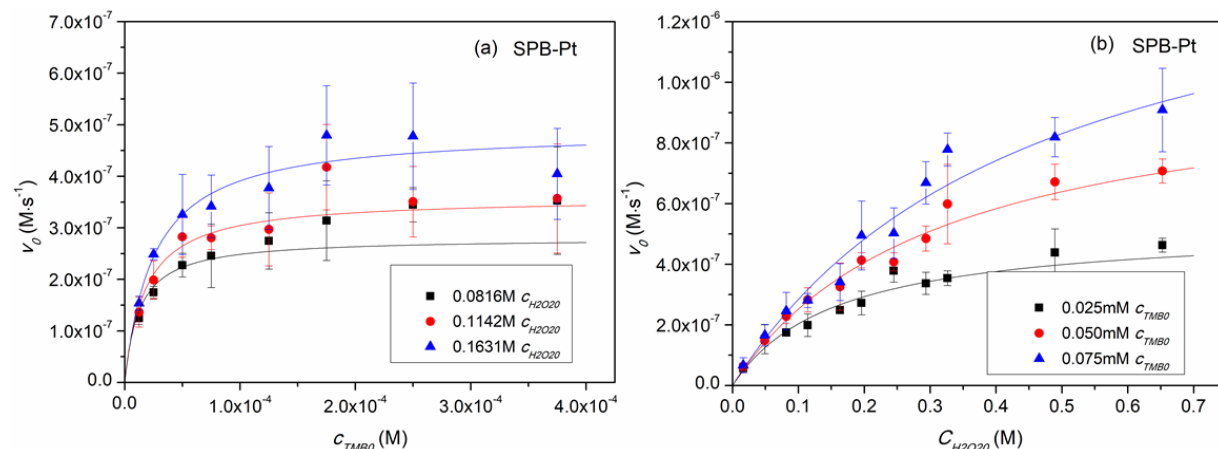 (a) SPB-Pt
7.0x10⁻⁷
6.0x10⁻⁷
5.0x10⁻⁷
4.0x10⁻⁷
3.0x10⁻⁷
2.0x10⁻⁷
1.0x10⁻⁷
0.0
V₀ (M·s⁻¹)
0.0816M C_H2O20
0.1142M C_H2O20
0.1631M C_H2O20
0.0 1.0x10⁻⁴ 2.0x10⁻⁴ 3.0x10⁻⁴ 4.0x10⁻⁴
C_TMB0 (M)
(b) SPB-Pt
1.2x10⁻⁶
1.0x10⁻⁶
8.0x10⁻⁷
6.0x10⁻⁷
4.0x10⁻⁷
2.0x10⁻⁷
0.0
V₀ (M·s⁻¹)
0.025mM C_TMB0
0.050mM C_TMB0
0.075mM C_TMB0
0.0 0.1 0.2 0.3 0.4 0.5 0.6 0.7
C_H2O20 (M)